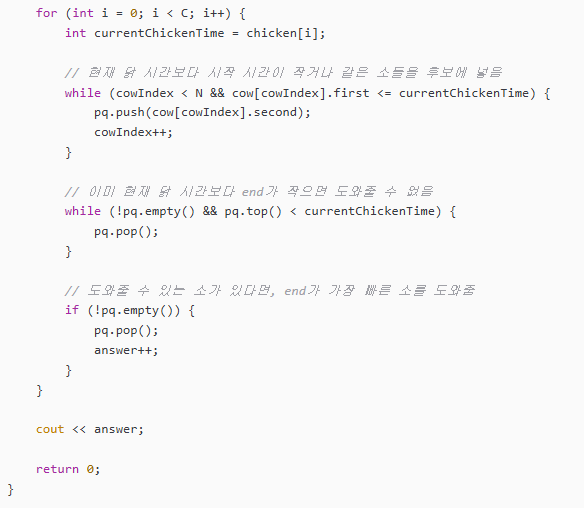 for (int i = 0; i < C; i++) {
int currentChickenTime = chicken[i];
// 현재 닭 시간보다 시작 시간이 작거나 같은 소들을 후보에 넣음
while (cowIndex < N && cow[cowIndex].first <= currentChickenTime) {
pq.push(cow[cowIndex].second);
cowIndex++;
}
// 이미 현재 닭 시간보다 end가 작으면 도와줄 수 없음
while (!pq.empty() && pq.top() < currentChickenTime) {
pq.pop();
}
// 도와줄 수 있는 소가 있다면, end가 가장 빠른 소를 도와줌
if (!pq.empty()) {
pq.pop();
answer++;
}
}
cout << answer;
return 0;
}